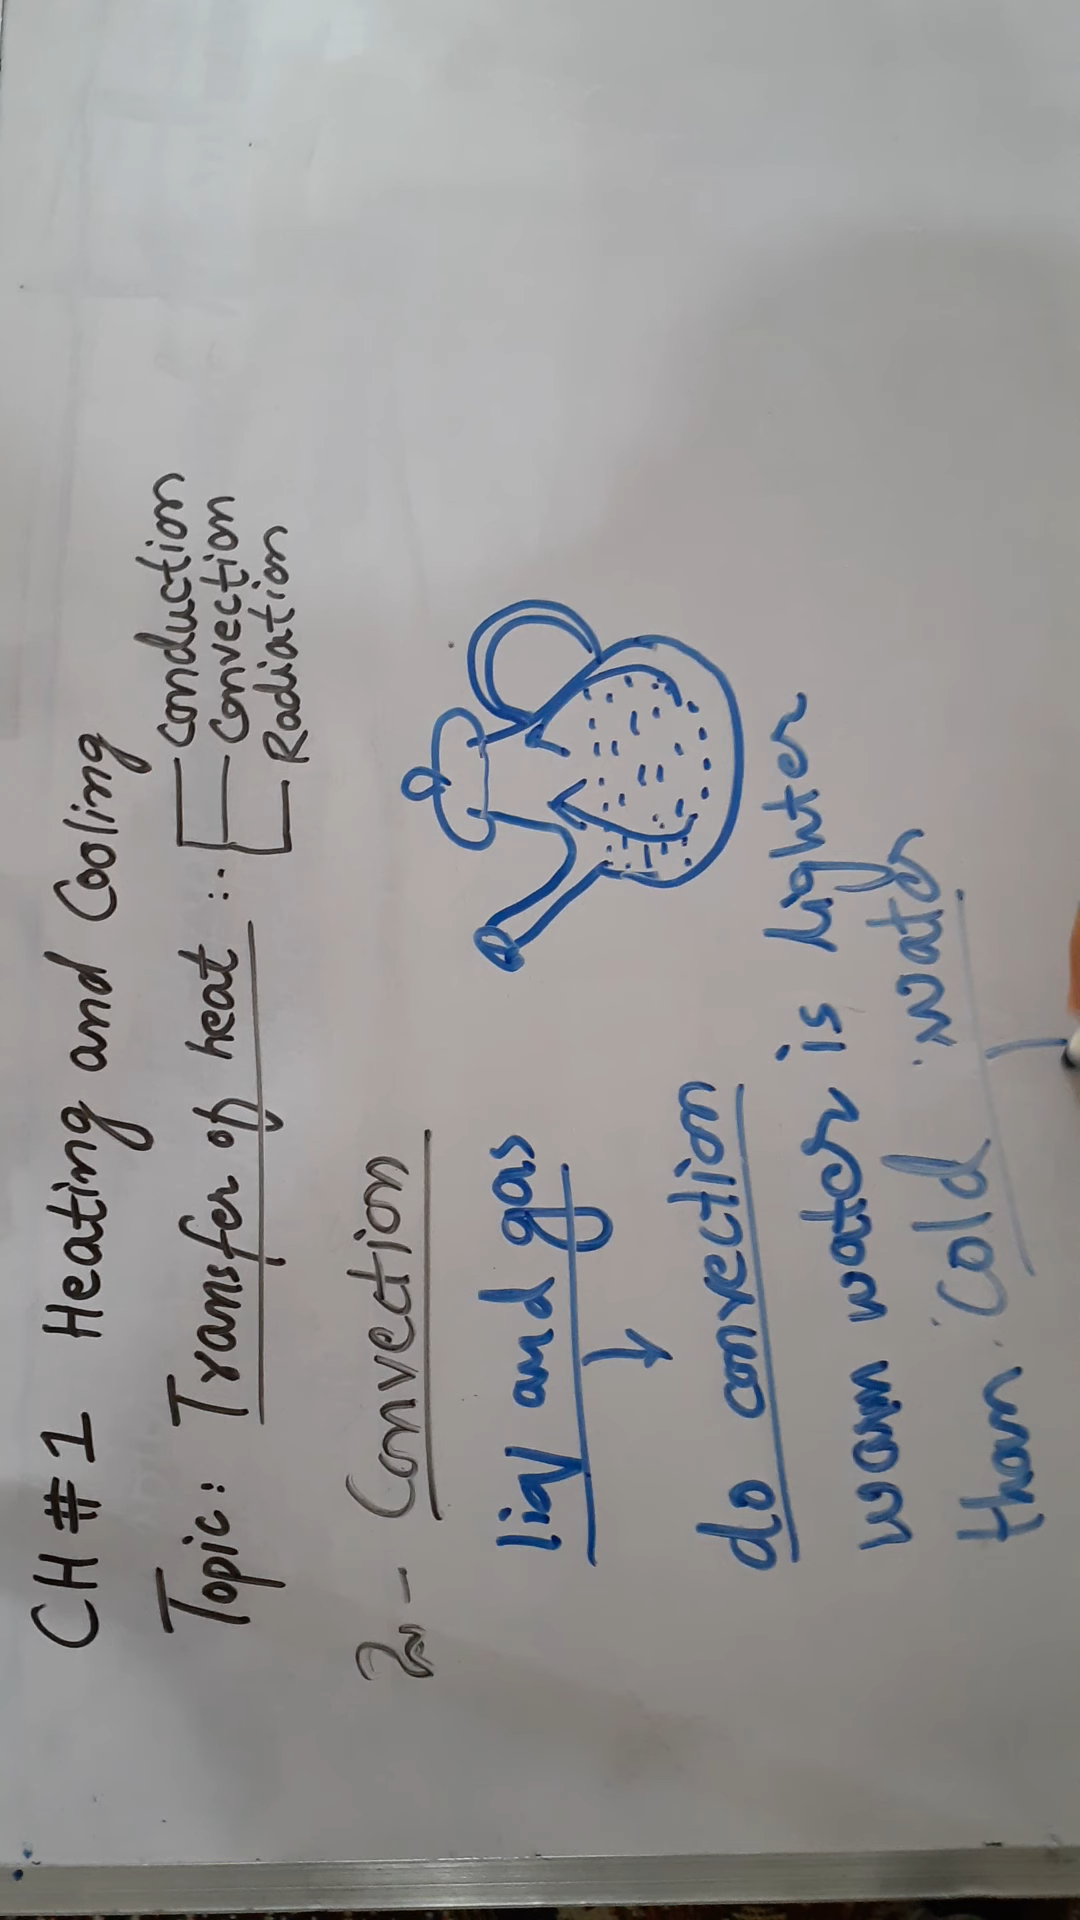 CH # 1 Heating and Cooling
Topic: Transfer of heat :: Conduction
Convection
Radiation
2 - Convection
liq and gas
do convection
warm water is lighter
than cold water